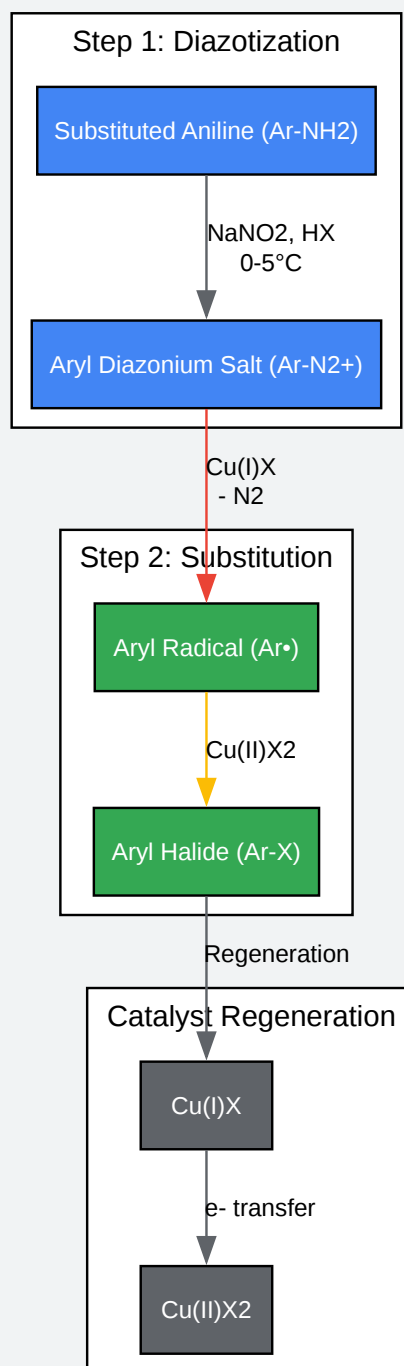 Step 1: Diazotization
Substituted Aniline (Ar-NH2)
NaNO2, HX
0-5°C
Aryl Diazonium Salt (Ar-N2+)
Cu(I)X
- N2
Step 2: Substitution
Aryl Radical (Ar•)
Cu(II)X2
Aryl Halide (Ar-X)
Regeneration
Catalyst Regeneration
Cu(I)X
e- transfer
Cu(II)X2